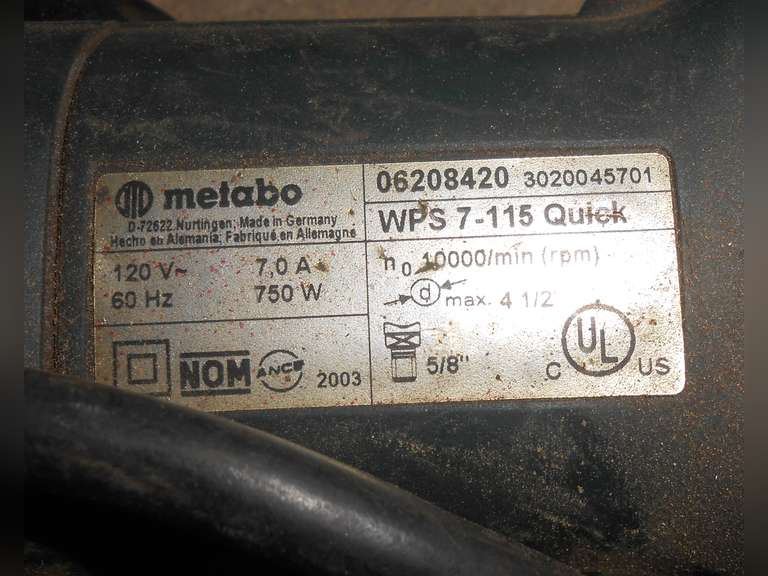 metabo
D-72622 Nürtingen; Made in Germany
Hecho en Alemania; Fabriqué en Allemagne
120 V~ 7,0 A
60 Hz 750 W
NOM ANCE 2003
06208420 3020045701
WPS 7-115 Quick
n0 10000/min (rpm)
d max. 4 1/2"
5/8"
C UL US